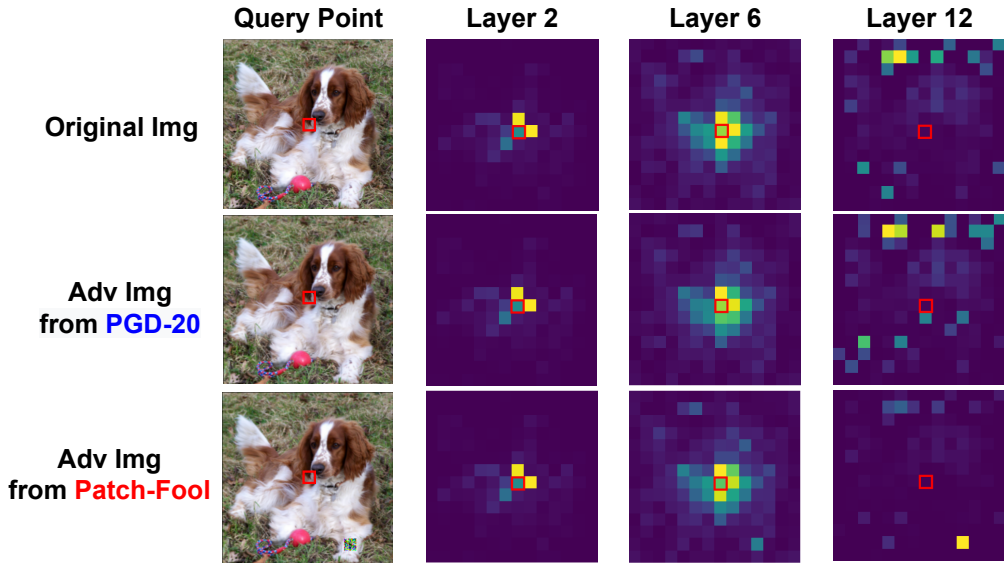 Query Point Layer 2 Layer 6 Layer 12
Original Img
Adv Img
from PGD-20
Adv Img
from Patch-Fool